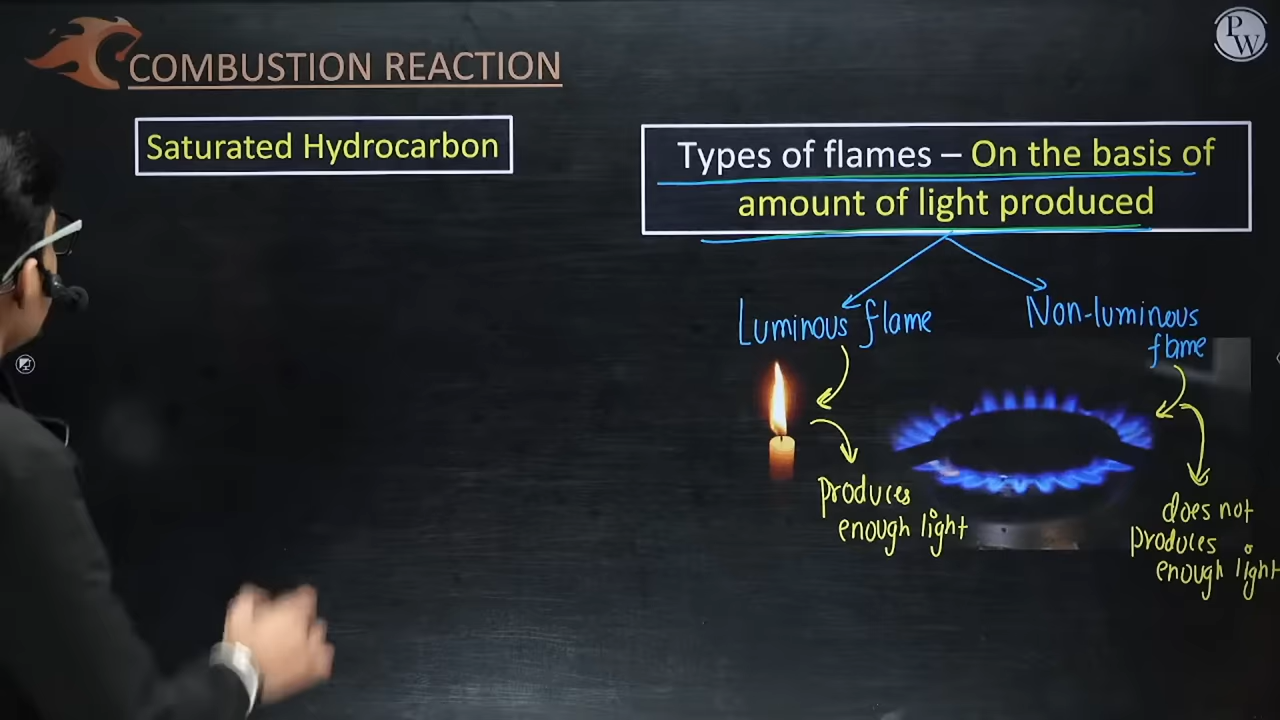 COMBUSTION REACTION
PW
Saturated Hydrocarbon
Types of flames – On the basis of
amount of light produced
Luminous flame
Non-luminous
flame
produces
enough light
does not
produces
enough light